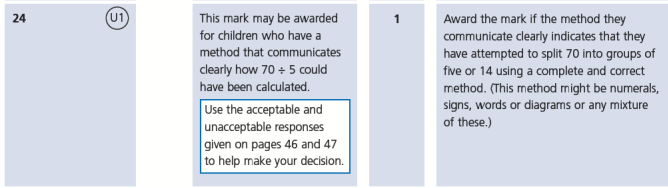 24
U1
This mark may be awarded
for children who have a
method that communicates
clearly how 70 ÷ 5 could
have been calculated.
Use the acceptable and
unacceptable responses
given on pages 46 and 47
to help make your decision.
1
Award the mark if the method they
communicate clearly indicates that they
have attempted to split 70 into groups of
five or 14 using a complete and correct
method. (This method might be numerals,
signs, words or diagrams or any mixture
of these.)